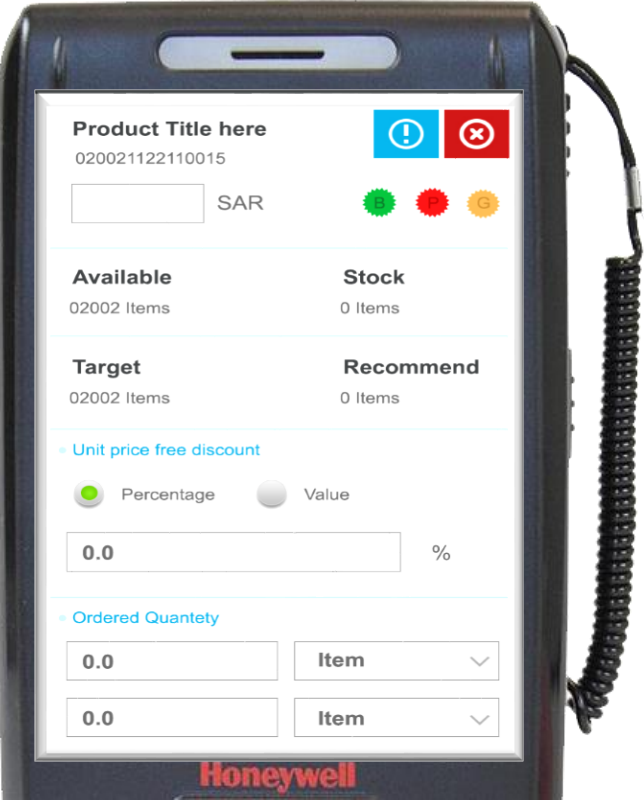 Product Title here
020021122110015
SAR
B P G
Available Stock
02002 Items 0 Items
Target Recommend
02002 Items 0 Items
Unit price free discount
Percentage Value
0.0 %
Ordered Quantety
0.0 Item
0.0 Item
Honeywell